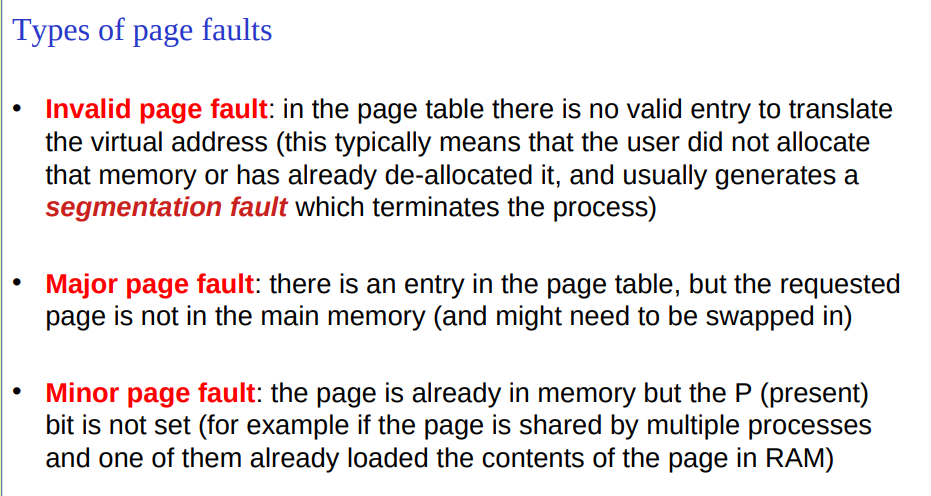 Types of page faults
• Invalid page fault: in the page table there is no valid entry to translate
the virtual address (this typically means that the user did not allocate
that memory or has already de-allocated it, and usually generates a
segmentation fault which terminates the process)
• Major page fault: there is an entry in the page table, but the requested
page is not in the main memory (and might need to be swapped in)
• Minor page fault: the page is already in memory but the P (present)
bit is not set (for example if the page is shared by multiple processes
and one of them already loaded the contents of the page in RAM)